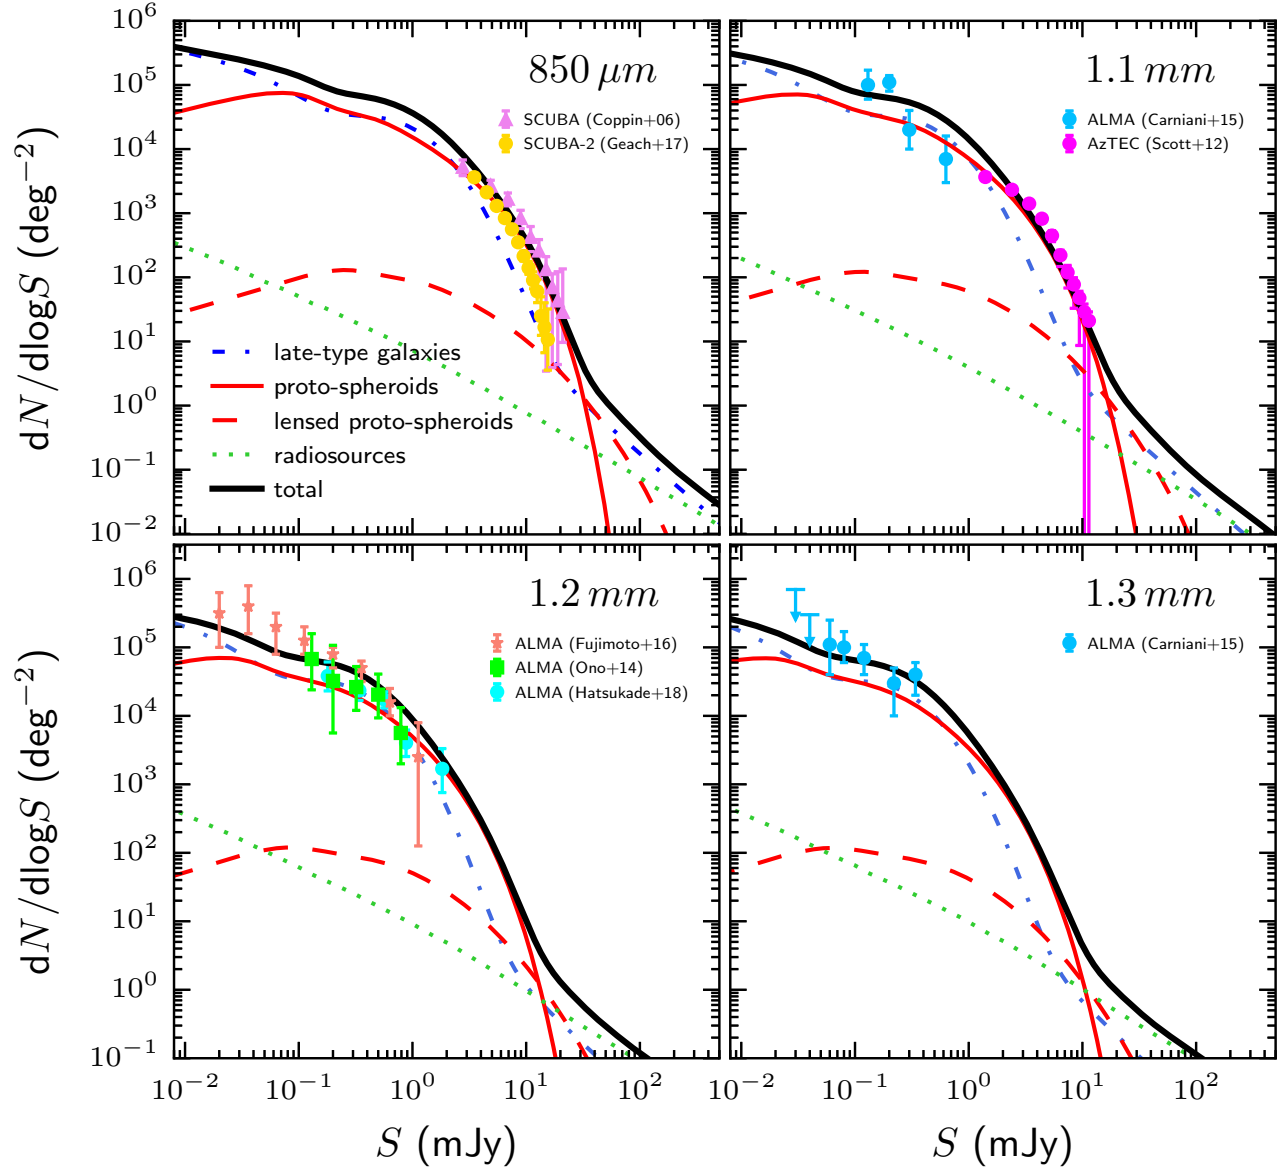 10⁶
10⁵
10⁴
10³
10²
10¹
10⁰
10⁻¹
10⁻²
dN/dlogS (deg⁻²)
850 μm
SCUBA (Coppin+06)
SCUBA-2 (Geach+17)
late-type galaxies
proto-spheroids
lensed proto-spheroids
radiosources
total
1.1 mm
ALMA (Carniani+15)
AzTEC (Scott+12)
10⁶
10⁵
10⁴
10³
10²
10¹
10⁰
10⁻¹
dN/dlogS (deg⁻²)
1.2 mm
ALMA (Fujimoto+16)
ALMA (Ono+14)
ALMA (Hatsukade+18)
1.3 mm
ALMA (Carniani+15)
10⁻² 10⁻¹ 10⁰ 10¹ 10²
10⁻² 10⁻¹ 10⁰ 10¹ 10²
S (mJy)
S (mJy)